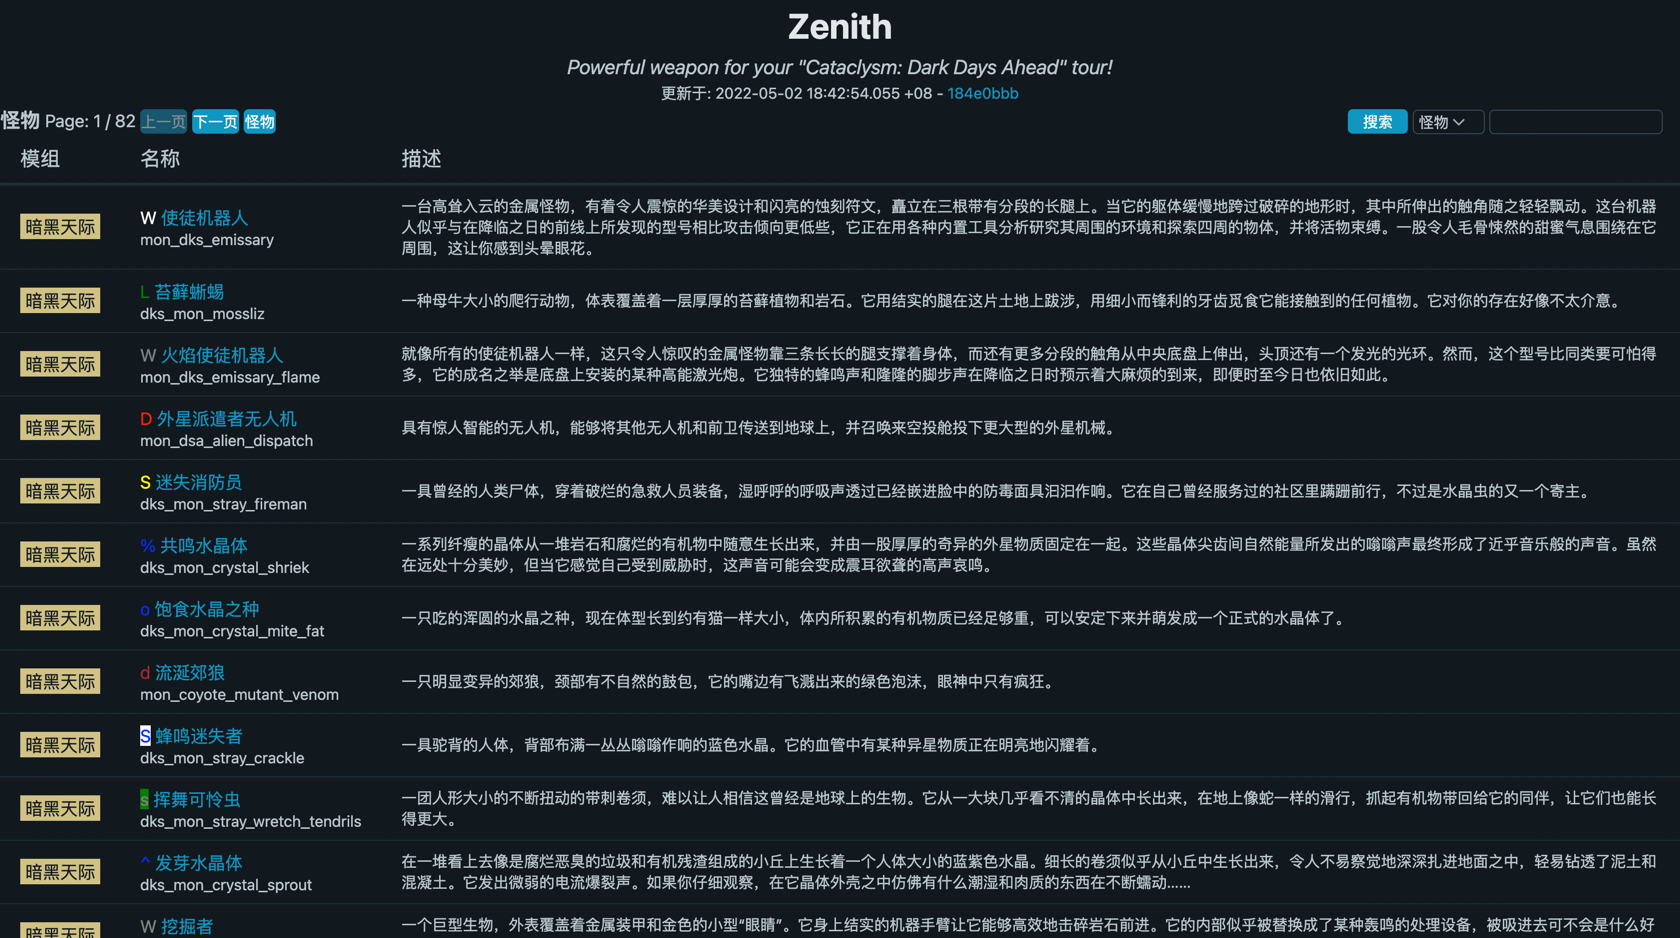 Zenith
Powerful weapon for your "Cataclysm: Dark Days Ahead" tour!
更新于: 2022-05-02 18:42:54.055 +08 - 184e0bbb
怪物 Page: 1 / 82 上一页 下一页 怪物 搜索 怪物
模组 名称 描述
暗黑天际
W 使徒机器人
mon_dks_emissary
一台高耸入云的金属怪物，有着令人震惊的华美设计和闪亮的蚀刻符文，矗立在三根带有分段的长腿上。当它的躯体缓慢地跨过破碎的地形时，其中所伸出的触角随之轻轻飘动。这台机器
人似乎与在降临之日的前线上所发现的型号相比攻击倾向更低些，它正在用各种内置工具分析研究其周围的环境和探索四周的物体，并将活物束缚。一股令人毛骨悚然的甜蜜气息围绕在它
周围，这让你感到头晕眼花。
暗黑天际
L 苔藓蜥蜴
dks_mon_mossliz
一种母牛大小的爬行动物，体表覆盖着一层厚厚的苔藓植物和岩石。它用结实的腿在这片土地上跋涉，用细小而锋利的牙齿觅食它能接触到的任何植物。它对你的存在好像不太介意。
暗黑天际
W 火焰使徒机器人
mon_dks_emissary_flame
就像所有的使徒机器人一样，这只令人惊叹的金属怪物靠三条长长的腿支撑着身体，而还有更多分段的触角从中央底盘上伸出，头顶还有一个发光的光环。然而，这个型号比同类要可怕得
多，它的成名之举是底盘上安装的某种高能激光炮。它独特的蜂鸣声和隆隆的脚步声在降临之日时预示着大麻烦的到来，即便时至今日也依旧如此。
暗黑天际
D 外星派遣者无人机
mon_dsa_alien_dispatch
具有惊人智能的无人机，能够将其他无人机和前卫传送到地球上，并召唤来空投舱投下更大型的外星机械。
暗黑天际
S 迷失消防员
dks_mon_stray_fireman
一具曾经的人类尸体，穿着破烂的急救人员装备，湿呼呼的呼吸声透过已经嵌进脸中的防毒面具汩汩作响。它在自己曾经服务过的社区里蹒跚前行，不过是水晶虫的又一个寄主。
暗黑天际
% 共鸣水晶体
dks_mon_crystal_shriek
一系列纤瘦的晶体从一堆岩石和腐烂的有机物中随意生长出来，并由一股厚厚的奇异的外星物质固定在一起。这些晶体尖齿间自然能量所发出的嗡嗡声最终形成了近乎音乐般的声音。虽然
在远处十分美妙，但当它感觉自己受到威胁时，这声音可能会变成震耳欲聋的高声哀鸣。
暗黑天际
o 饱食水晶之种
dks_mon_crystal_mite_fat
一只吃的浑圆的水晶之种，现在体型长到约有猫一样大小，体内所积累的有机物质已经足够重，可以安定下来并萌发成一个正式的水晶体了。
暗黑天际
d 流涎郊狼
mon_coyote_mutant_venom
一只明显变异的郊狼，颈部有不自然的鼓包，它的嘴边有飞溅出来的绿色泡沫，眼神中只有疯狂。
暗黑天际
S 蜂鸣迷失者
dks_mon_stray_crackle
一具驼背的人体，背部布满一丛丛嗡嗡作响的蓝色水晶。它的血管中有某种异星物质正在明亮地闪耀着。
暗黑天际
s 挥舞可怜虫
dks_mon_stray_wretch_tendrils
一团人形大小的不断扭动的带刺卷须，难以让人相信这曾经是地球上的生物。它从一大块几乎看不清的晶体中长出来，在地上像蛇一样的滑行，抓起有机物带回给它的同伴，让它们也能长
得更大。
暗黑天际
^ 发芽水晶体
dks_mon_crystal_sprout
在一堆看上去像是腐烂恶臭的垃圾和有机残渣组成的小丘上生长着一个人体大小的蓝紫色水晶。细长的卷须似乎从小丘中生长出来，令人不易察觉地深深扎进地面之中，轻易钻透了泥土和
混凝土。它发出微弱的电流爆裂声。如果你仔细观察，在它晶体外壳之中仿佛有什么潮湿和肉质的东西在不断蠕动......
暗黑天际
W 挖掘者
一个巨型生物，外表覆盖着金属装甲和金色的小型“眼睛”。它身上结实的机器手臂让它能够高效地击碎岩石前进。它的内部似乎被替换成了某种轰鸣的处理设备，被吸进去可不会是什么好